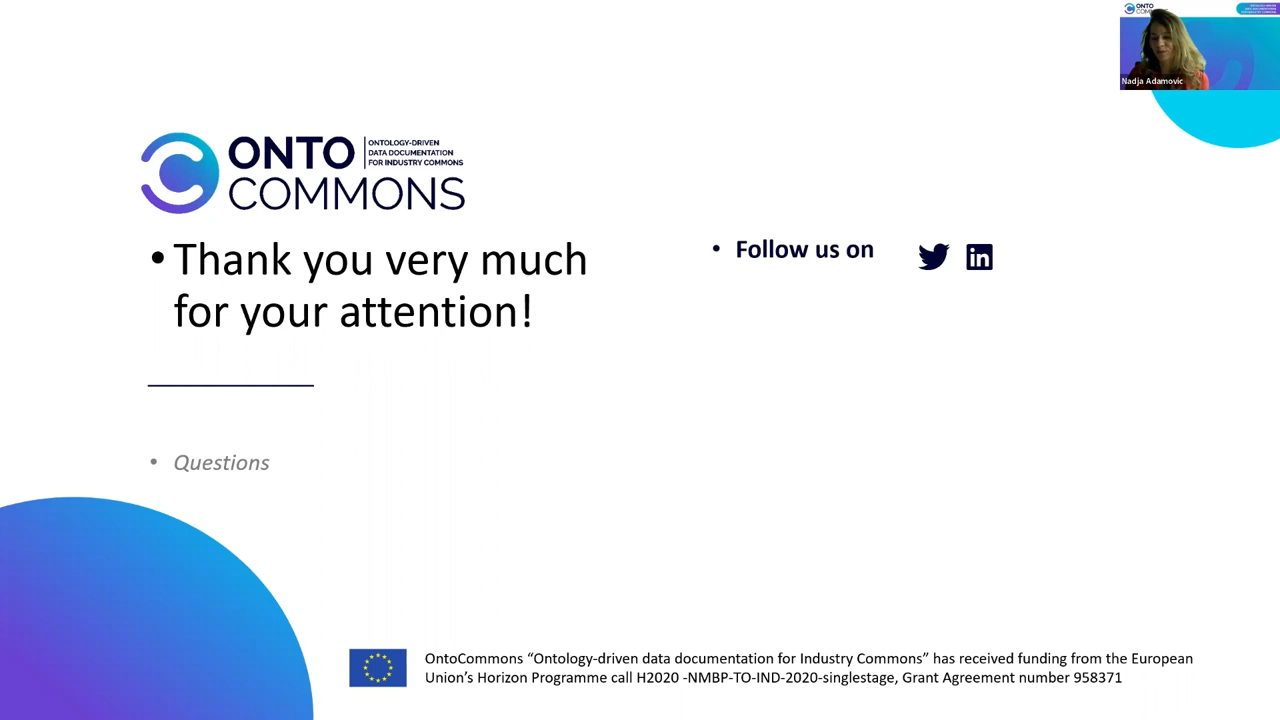 ONTO
COMMONS
ONTOLOGY-DRIVEN
DATA DOCUMENTATION
FOR INDUSTRY COMMONS
• Thank you very much
for your attention!
• Questions
• Follow us on
in
OntoCommons “Ontology-driven data documentation for Industry Commons” has received funding from the European
Union’s Horizon Programme call H2020 -NMBP-TO-IND-2020-singlestage, Grant Agreement number 958371
ONTO
Nadja Adamovic